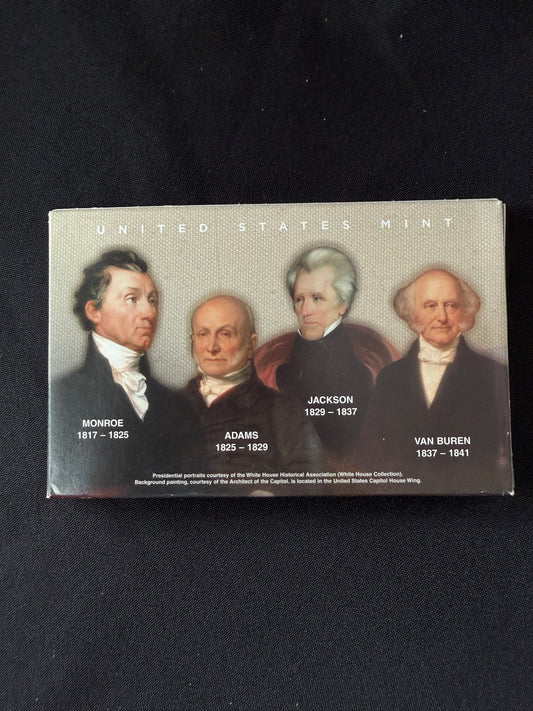 UNITED STATES MINT
MONROE
1817 – 1825
ADAMS
1825 – 1829
JACKSON
1829 – 1837
VAN BUREN
1837 – 1841
Presidential portraits courtesy of the White House Historical Association (White House Collection).
Background painting, courtesy of the Architect of the Capitol, is located in the United States Capitol House Wing.